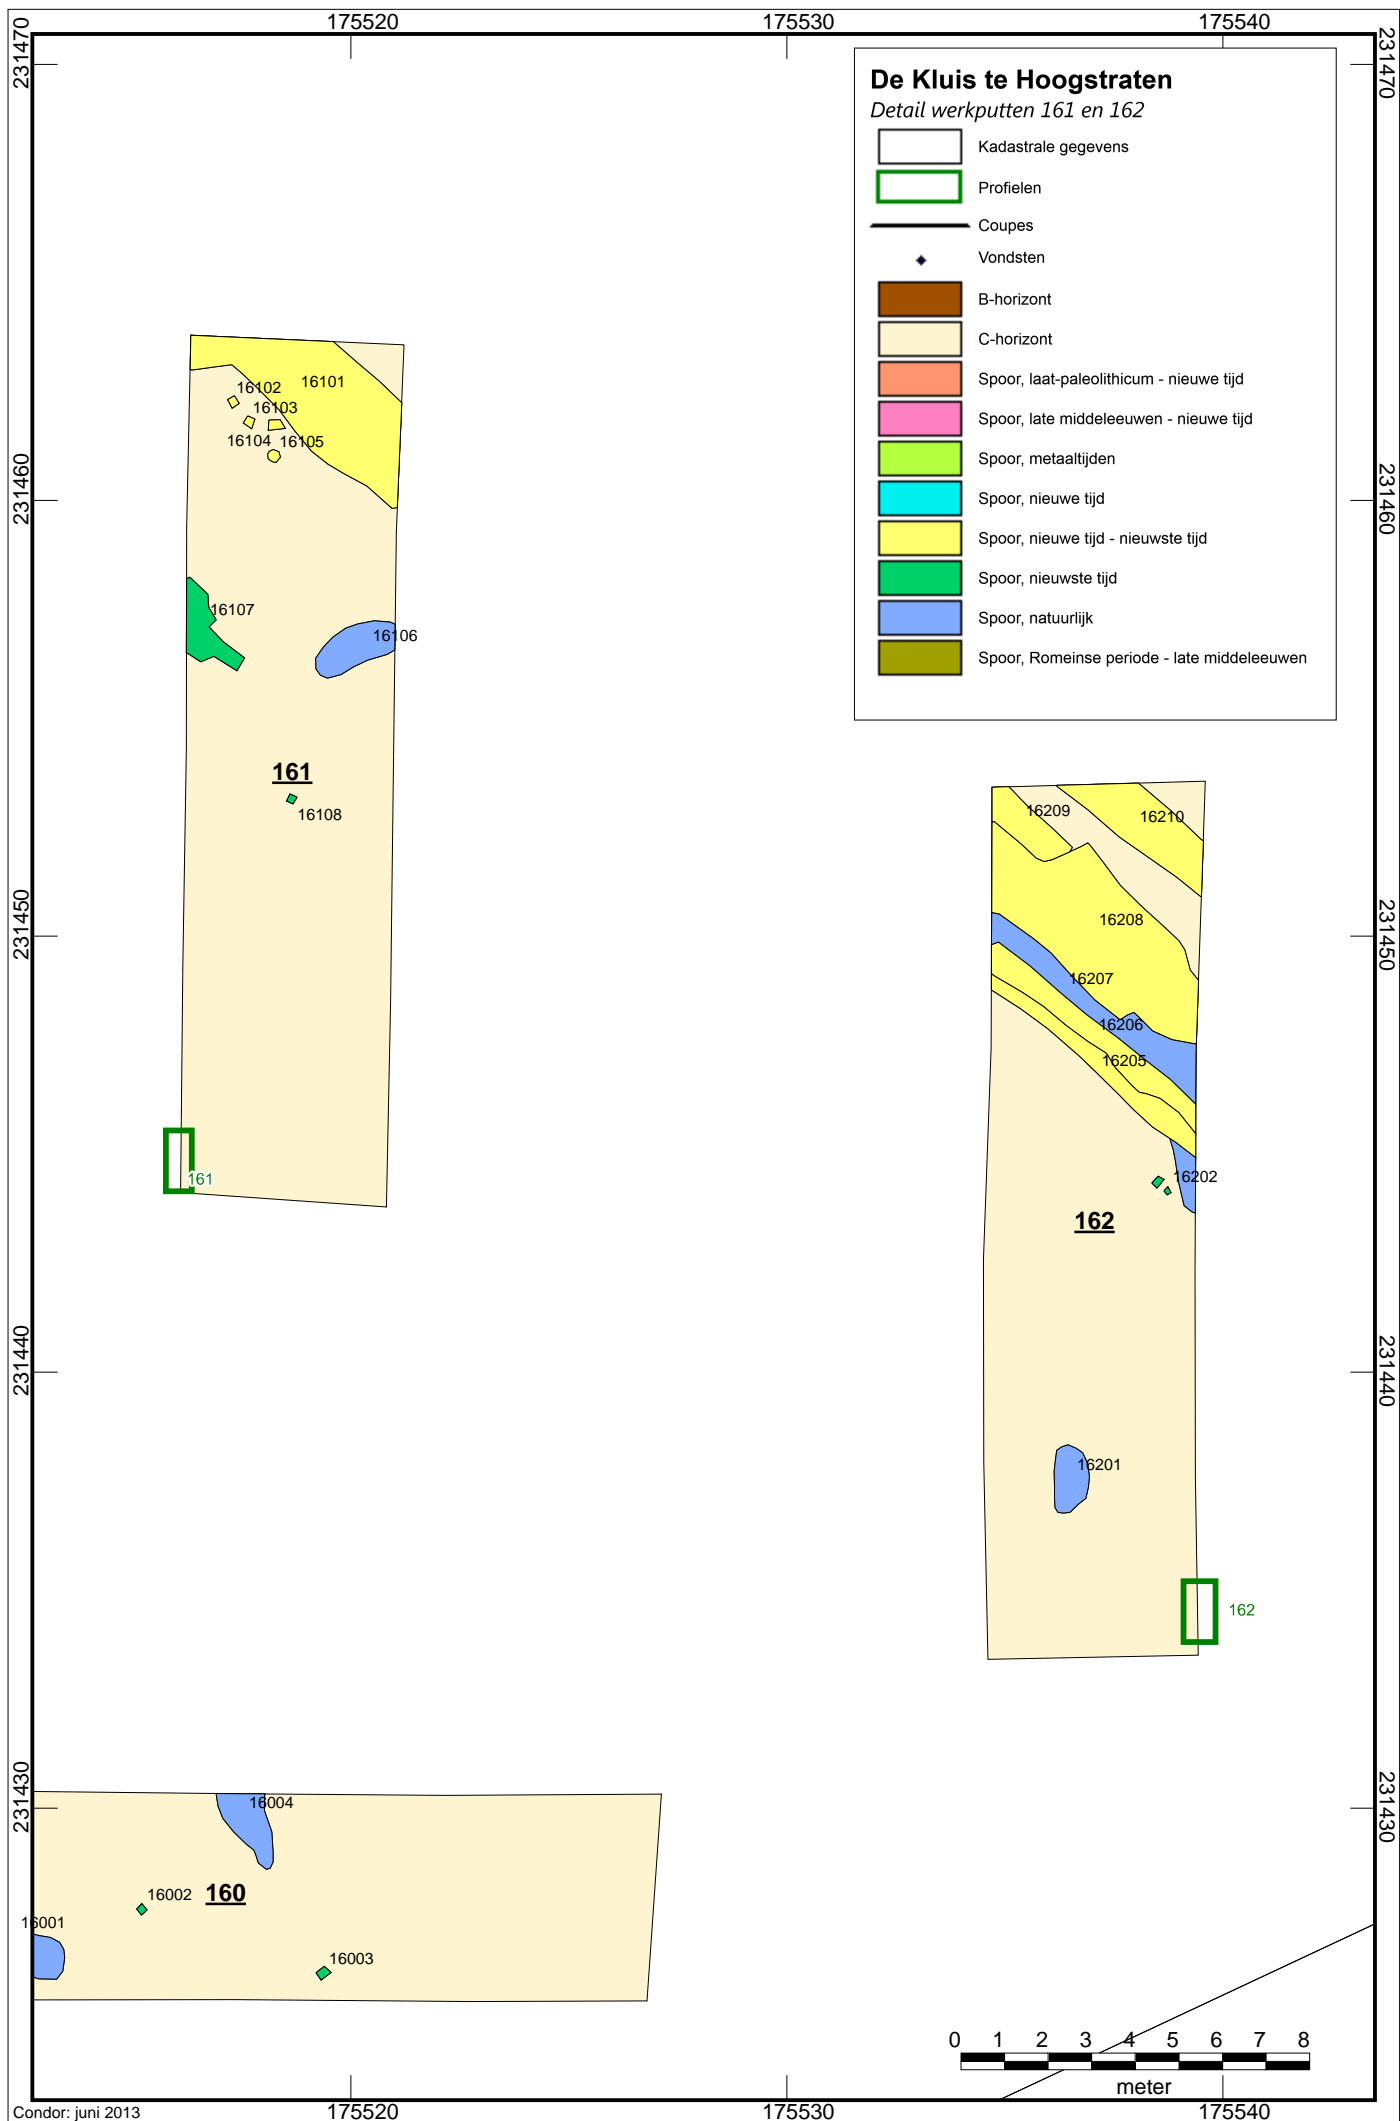 175520
175530
175540
231470
231470
De Kluis te Hoogstraten
Detail werkputten 161 en 162
Kadastrale gegevens
Profielen
Coupes
Vondsten
B-horizont
C-horizont
Spoor, laat-paleolithicum - nieuwe tijd
Spoor, late middeleeuwen - nieuwe tijd
Spoor, metaaltijden
Spoor, nieuwe tijd
Spoor, nieuwe tijd - nieuwste tijd
Spoor, nieuwste tijd
Spoor, natuurlijk
Spoor, Romeinse periode - late middeleeuwen
16101
16102
16103
16104
16105
231460
231460
16107
16106
161
16108
16209
16210
231450
231450
16208
16207
16206
16205
161
16202
162
231440
231440
16201
162
231430
231430
16004
160
16002
16001
16003
0 1 2 3 4 5 6 7 8
meter
Condor: juni 2013
175520
175530
175540